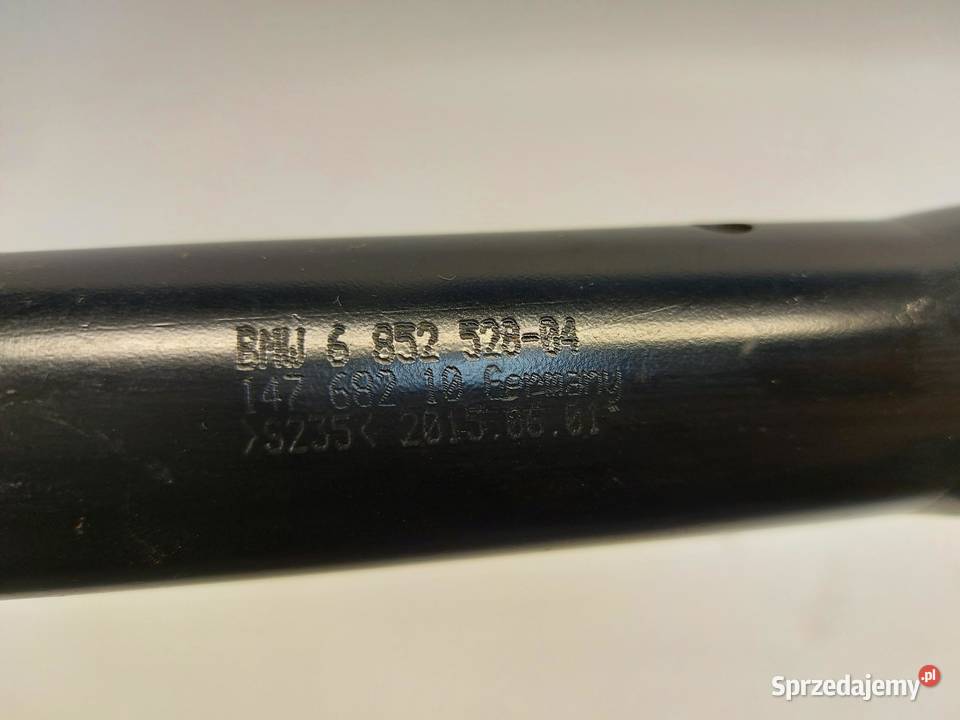 BMW 6 852 528-04
147 682 10 Germany
>S235< 2015.06.01
Sprzedajemy.pl